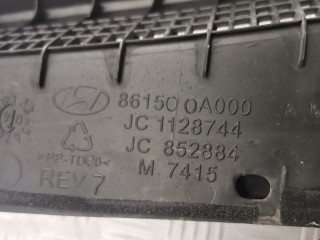 86150 0A000
JC 1128744
JC 852884
>PP-TD20<
M 7415
REV 7